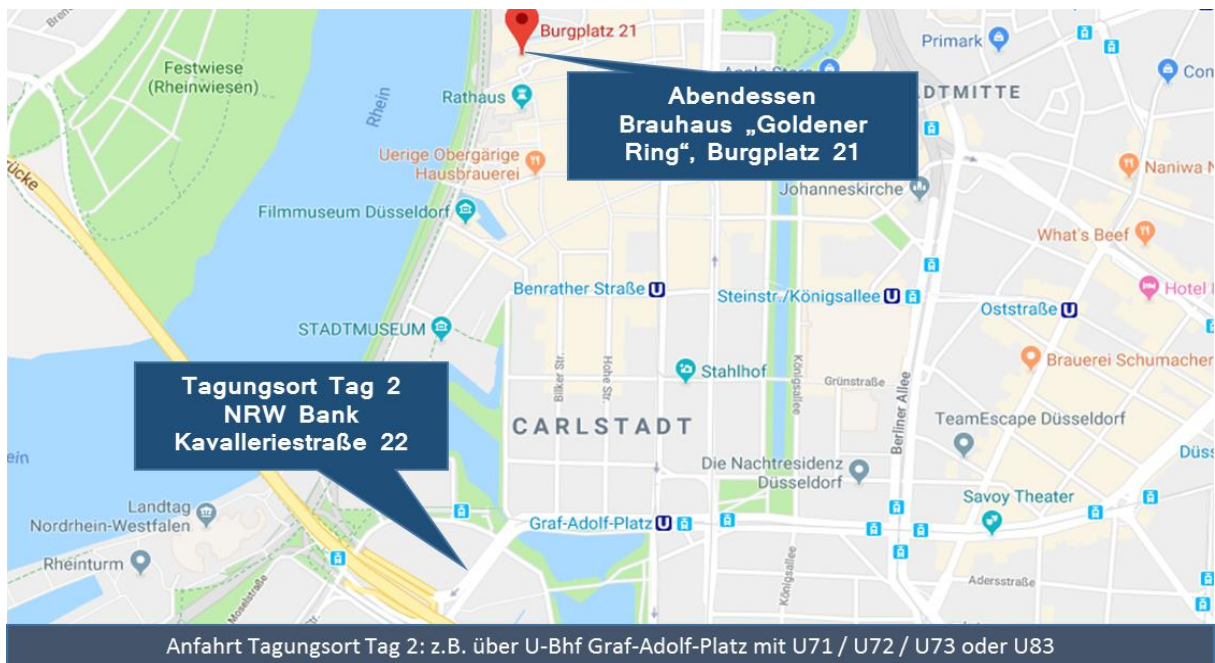 Festwiese
(Rheinwiesen)
Rhein
Burgplatz 21
Rathaus
Abendessen
Brauhaus „Goldener
Ring“, Burgplatz 21
Primark
DTMITTE
Uerige Obergärige
Hausbrauerei
Naniwa N
Johanneskirche
Filmmuseum Düsseldorf
What's Beef
Hotel
Benrather Straße U
Steinstr./Königsallee U
Oststraße U
STADTMUSEUM
Brauerei Schumacher
Stahlhof
Grünstraße
Bilker Str.
Hohe Str.
Königsallee
Berliner Allee
Tagungsort Tag 2
NRW Bank
Kavalleriestraße 22
CARLSTADT
TeamEscape Düsseldorf
Die Nachtresidenz
Düsseldorf
Düss
Savoy Theater
Landtag
Nordrhein-Westfalen
Graf-Adolf-Platz U
Rheinturm
Moselstraße
Königsallee
Adersstraße
Anfahrt Tagungsort Tag 2: z.B. über U-Bhf Graf-Adolf-Platz mit U71 / U72 / U73 oder U83